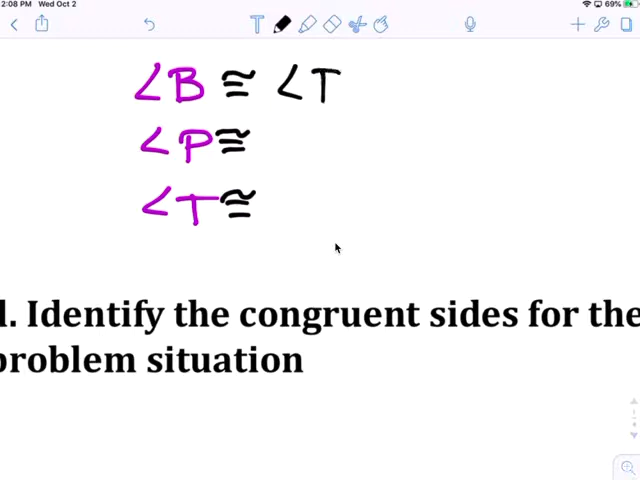 2:08 PM Wed Oct 2 69%
∠B ≅ ∠T
∠P ≅
∠T ≅
l. Identify the congruent sides for the
problem situation